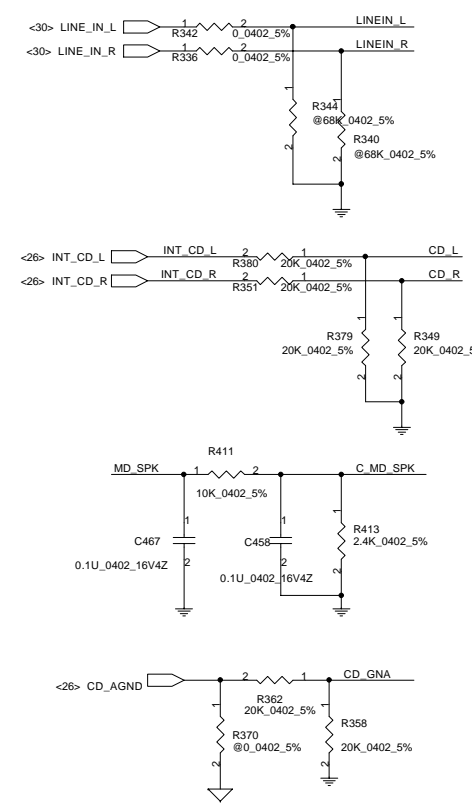 <30> LINE_IN_L 1 2 LINEIN_L
R342 0_0402_5%
<30> LINE_IN_R 1 2 LINEIN_R
R336 0_0402_5%
1 1
R344
@68K_0402_5%
R340
2 2 @68K_0402_5%
<26> INT_CD_L INT_CD_L 2 1 CD_L
R380 20K_0402_5%
<26> INT_CD_R INT_CD_R 2 1 CD_R
R351 20K_0402_5%
1 1
R379 R349
20K_0402_5% 20K_0402_5
2 2
R411
MD_SPK 1 2 C_MD_SPK
10K_0402_5%
1 1 1
R413
C467 C458 2.4K_0402_5%
2 2 2
0.1U_0402_16V4Z 0.1U_0402_16V4Z
<26> CD_AGND 2 1 CD_GNA
R362
20K_0402_5%
1 1
R370 R358
@0_0402_5% 20K_0402_5%
2 2